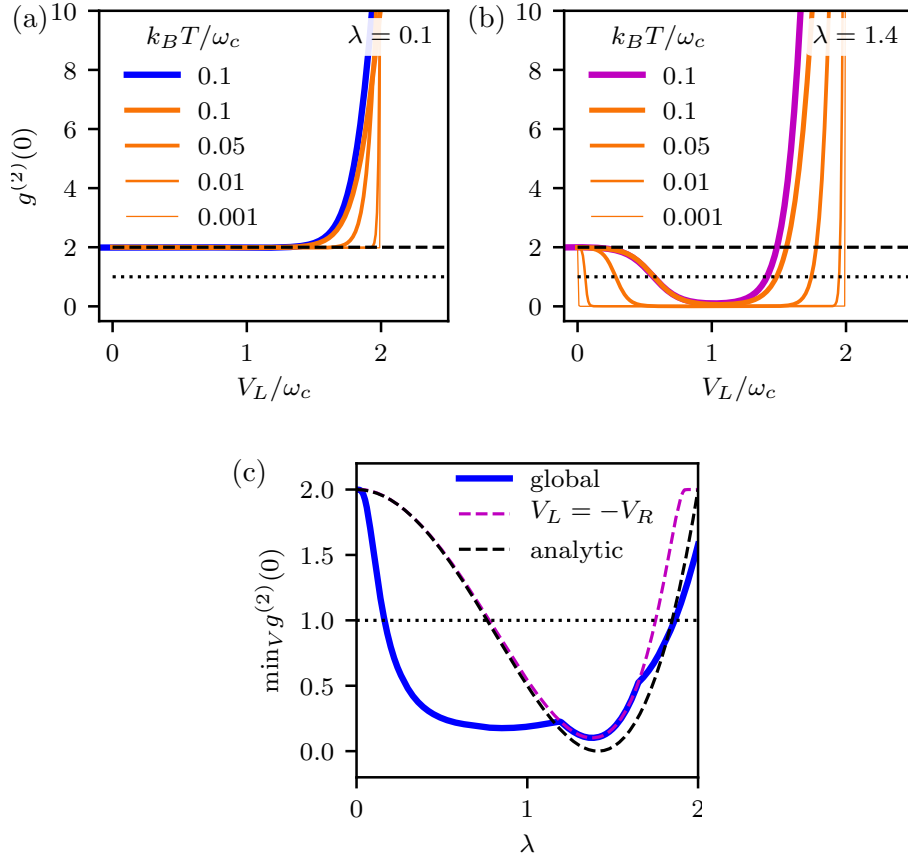 (a)
k_BT/ω_c
λ = 0.1
0.1
0.1
0.05
0.01
0.001
10
8
6
4
2
0
g^{(2)}(0)
0
1
2
V_L/ω_c
(b)
k_BT/ω_c
λ = 1.4
0.1
0.1
0.05
0.01
0.001
10
8
6
4
2
0
0
1
2
V_L/ω_c
(c)
global
V_L = −V_R
analytic
2.0
1.5
1.0
0.5
0.0
min_V g^{(2)}(0)
0
1
2
λ